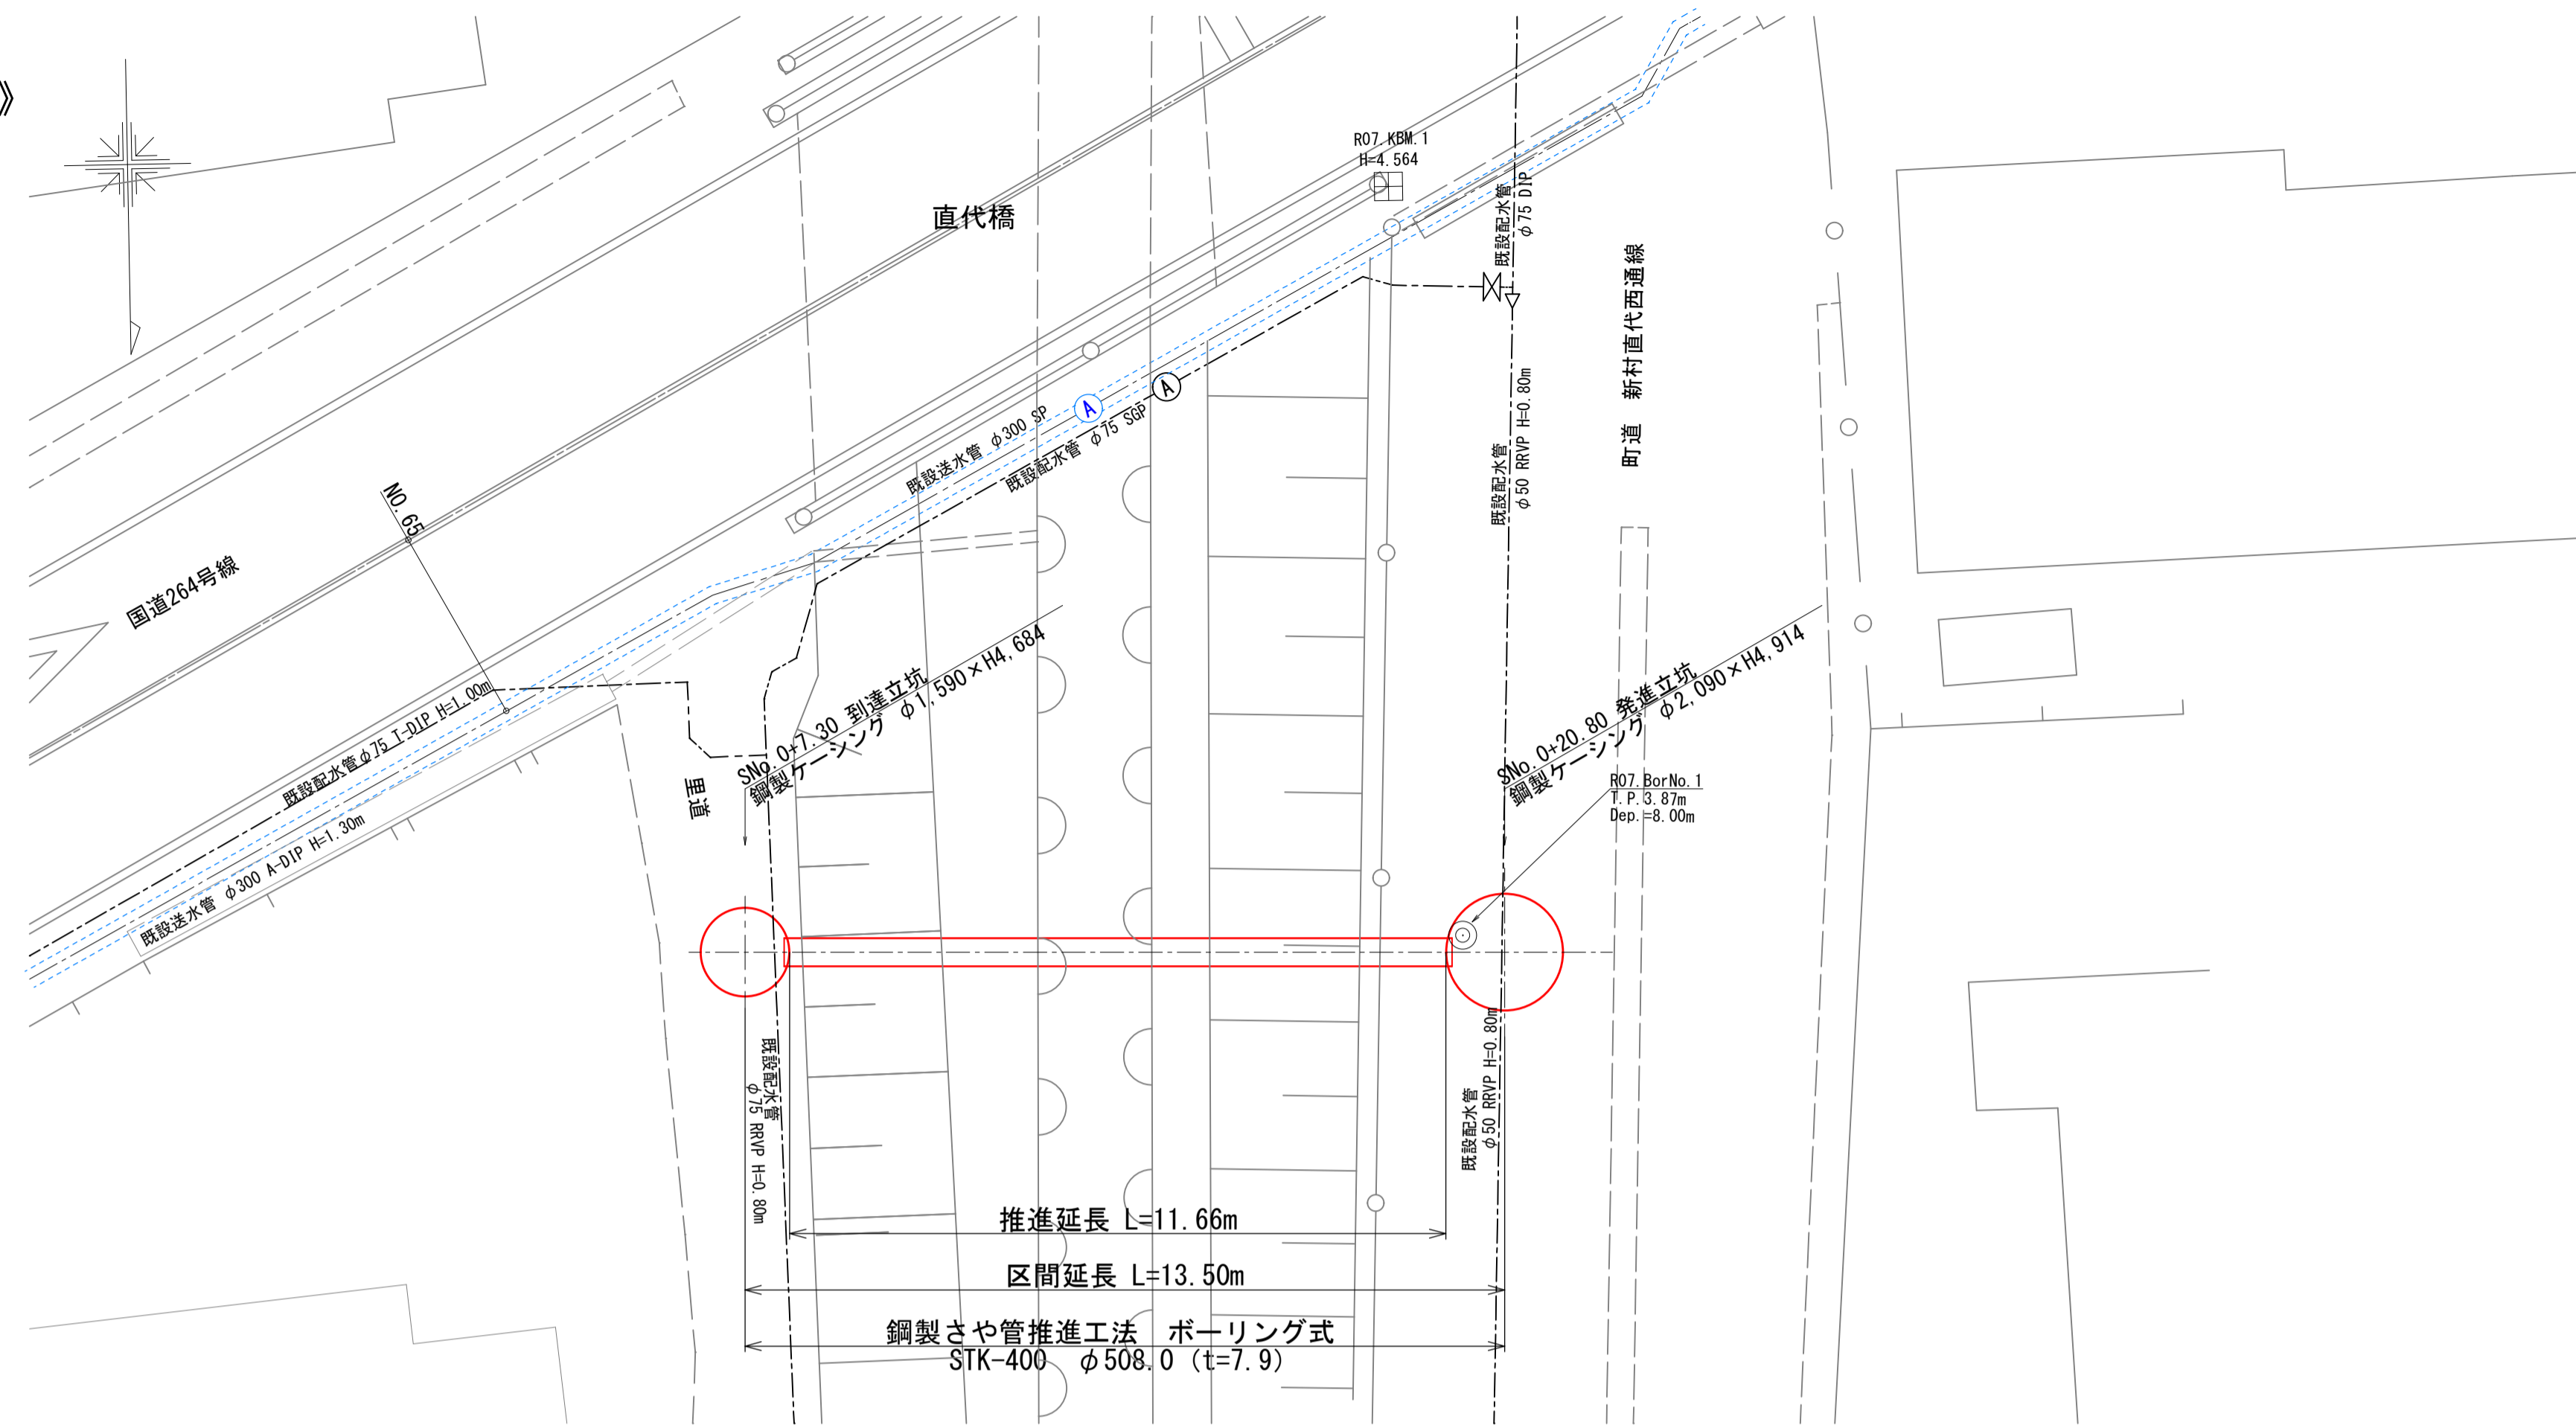 》
R07.KBM.1
H=4.564
直代橋
既設配水管
φ75 DIP
町道　新村直代西通線
A
A
既設送水管 φ300 SP
既設配水管 φ75 SGP
既設配水管
φ50 RRVP H=0.80m
NO.65
国道264号線
SNo.0+7.30 到達立坑
鋼製ケーシング φ1,590×H4,684
SNo.0+20.80 発進立坑
鋼製ケーシング φ2,090×H4,914
既設配水管φ75 T-DIP H=1.00m
里道
R07.BorNo.1
T.P.3.87m
Dep.=8.00m
既設送水管 φ300 A-DIP H=1.30m
既設配水管
φ75 RRVP H=0.80m
既設配水管
φ50 RRVP H=0.80m
推進延長 L=11.66m
区間延長 L=13.50m
鋼製さや管推進工法　ボーリング式
STK-400　φ508.0（t=7.9）